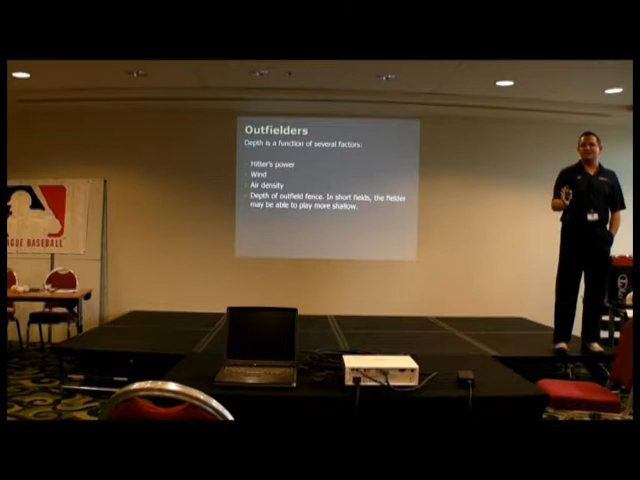 Outfielders
Depth is a function of several factors:
Hitter's power
Wind
Air density
Depth of outfield fence. In short fields, the fielder
may be able to play more shallow.
AGUE BASEBALL